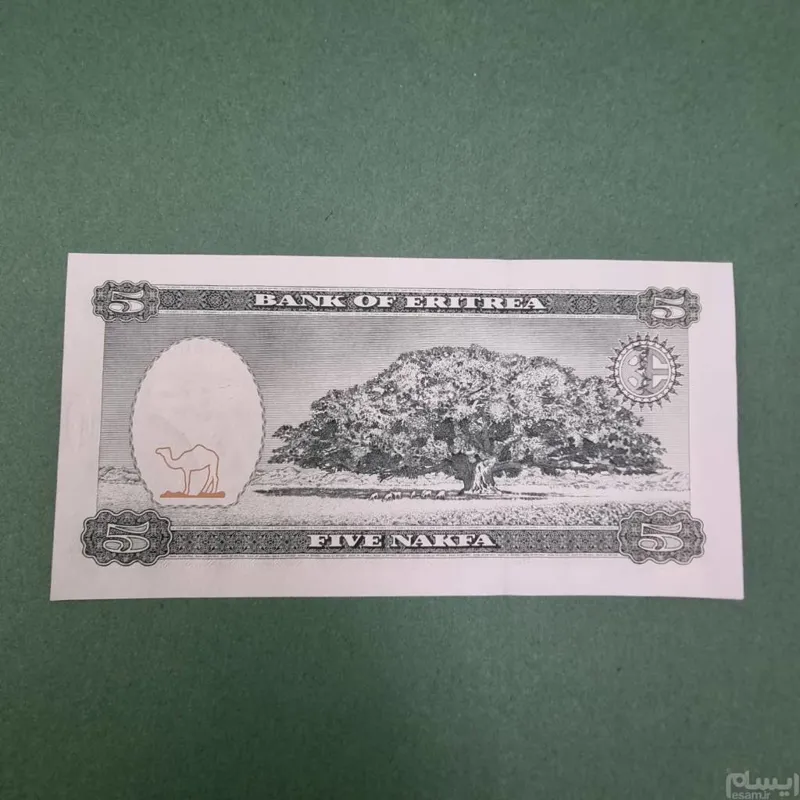 5 BANK OF ERITREA 5
5 FIVE NAKFA 5
ایسام
esam.ir